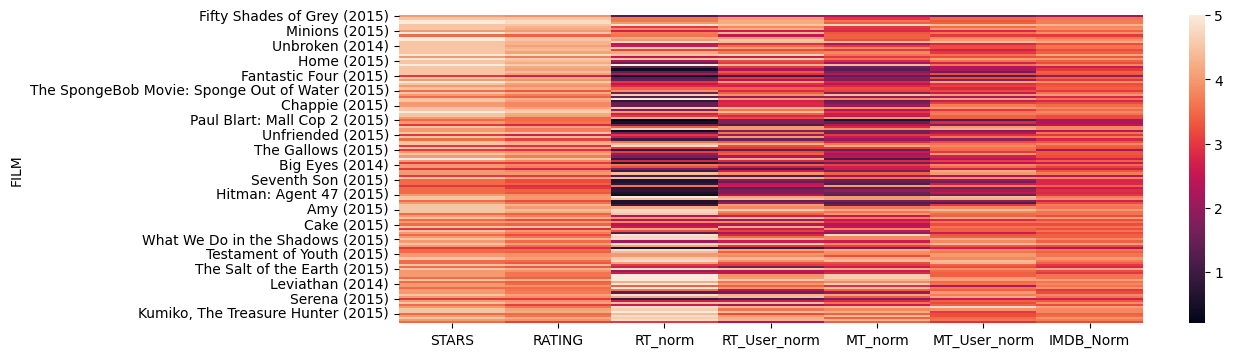 Fifty Shades of Grey (2015)
Minions (2015)
Unbroken (2014)
Home (2015)
Fantastic Four (2015)
The SpongeBob Movie: Sponge Out of Water (2015)
Chappie (2015)
Paul Blart: Mall Cop 2 (2015)
Unfriended (2015)
The Gallows (2015)
Big Eyes (2014)
Seventh Son (2015)
Hitman: Agent 47 (2015)
Amy (2015)
Cake (2015)
What We Do in the Shadows (2015)
Testament of Youth (2015)
The Salt of the Earth (2015)
Leviathan (2014)
Serena (2015)
Kumiko, The Treasure Hunter (2015)
FILM
STARS RATING RT_norm RT_User_norm MT_norm MT_User_norm IMDB_Norm
5
4
3
2
1